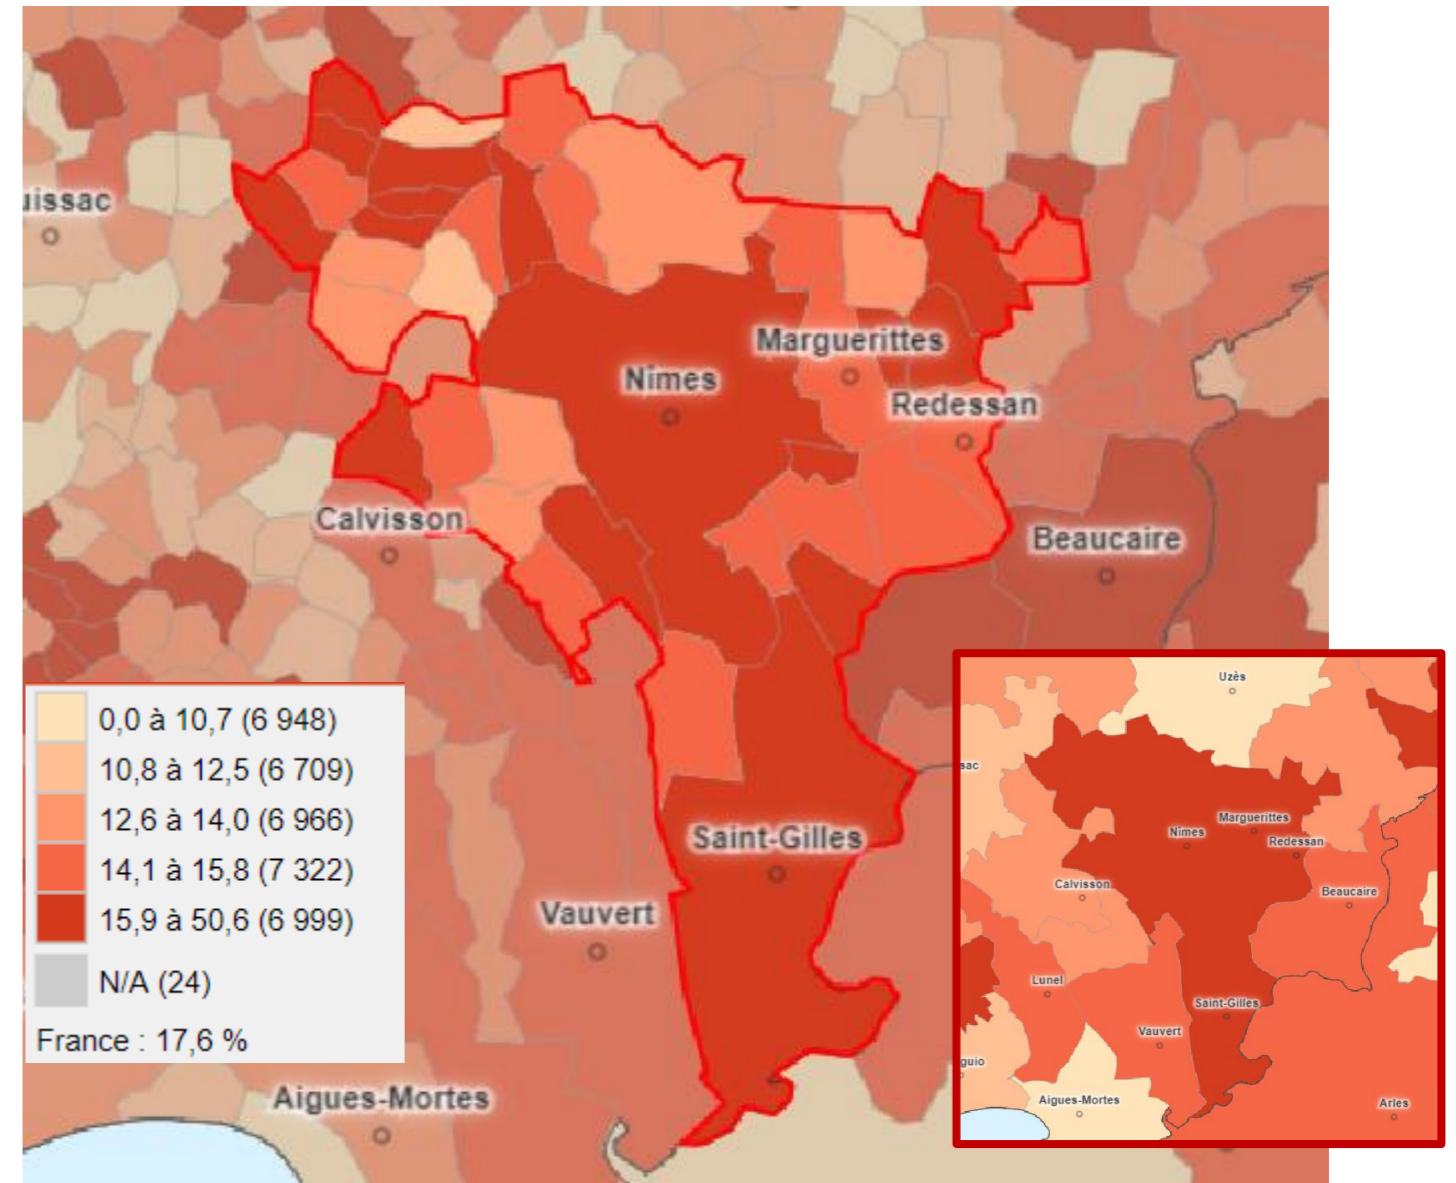 uissac
Marguerittes
Nîmes
Redessan
Calvisson
Beaucaire
0,0 à 10,7 (6 948)
10,8 à 12,5 (6 709)
12,6 à 14,0 (6 966)
14,1 à 15,8 (7 322)
15,9 à 50,6 (6 999)
N/A (24)
France : 17,6 %
Saint-Gilles
Vauvert
Aigues-Mortes
Uzès
sac
Marguerittes
Nîmes
Redessan
Calvisson
Beaucaire
Lunel
Saint-Gilles
Vauvert
guio
Aigues-Mortes
Arles